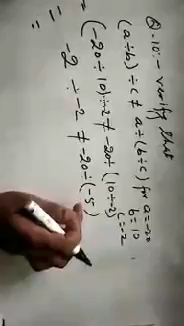 Q.10:- verify that
(a÷b)÷c ≠ a÷(b÷c) for a=-20
b=10
c=-2
= (-20÷10)÷-2 ≠ -20÷(10÷-2)
= -2 ÷ -2 ≠ -20÷(-5)
=